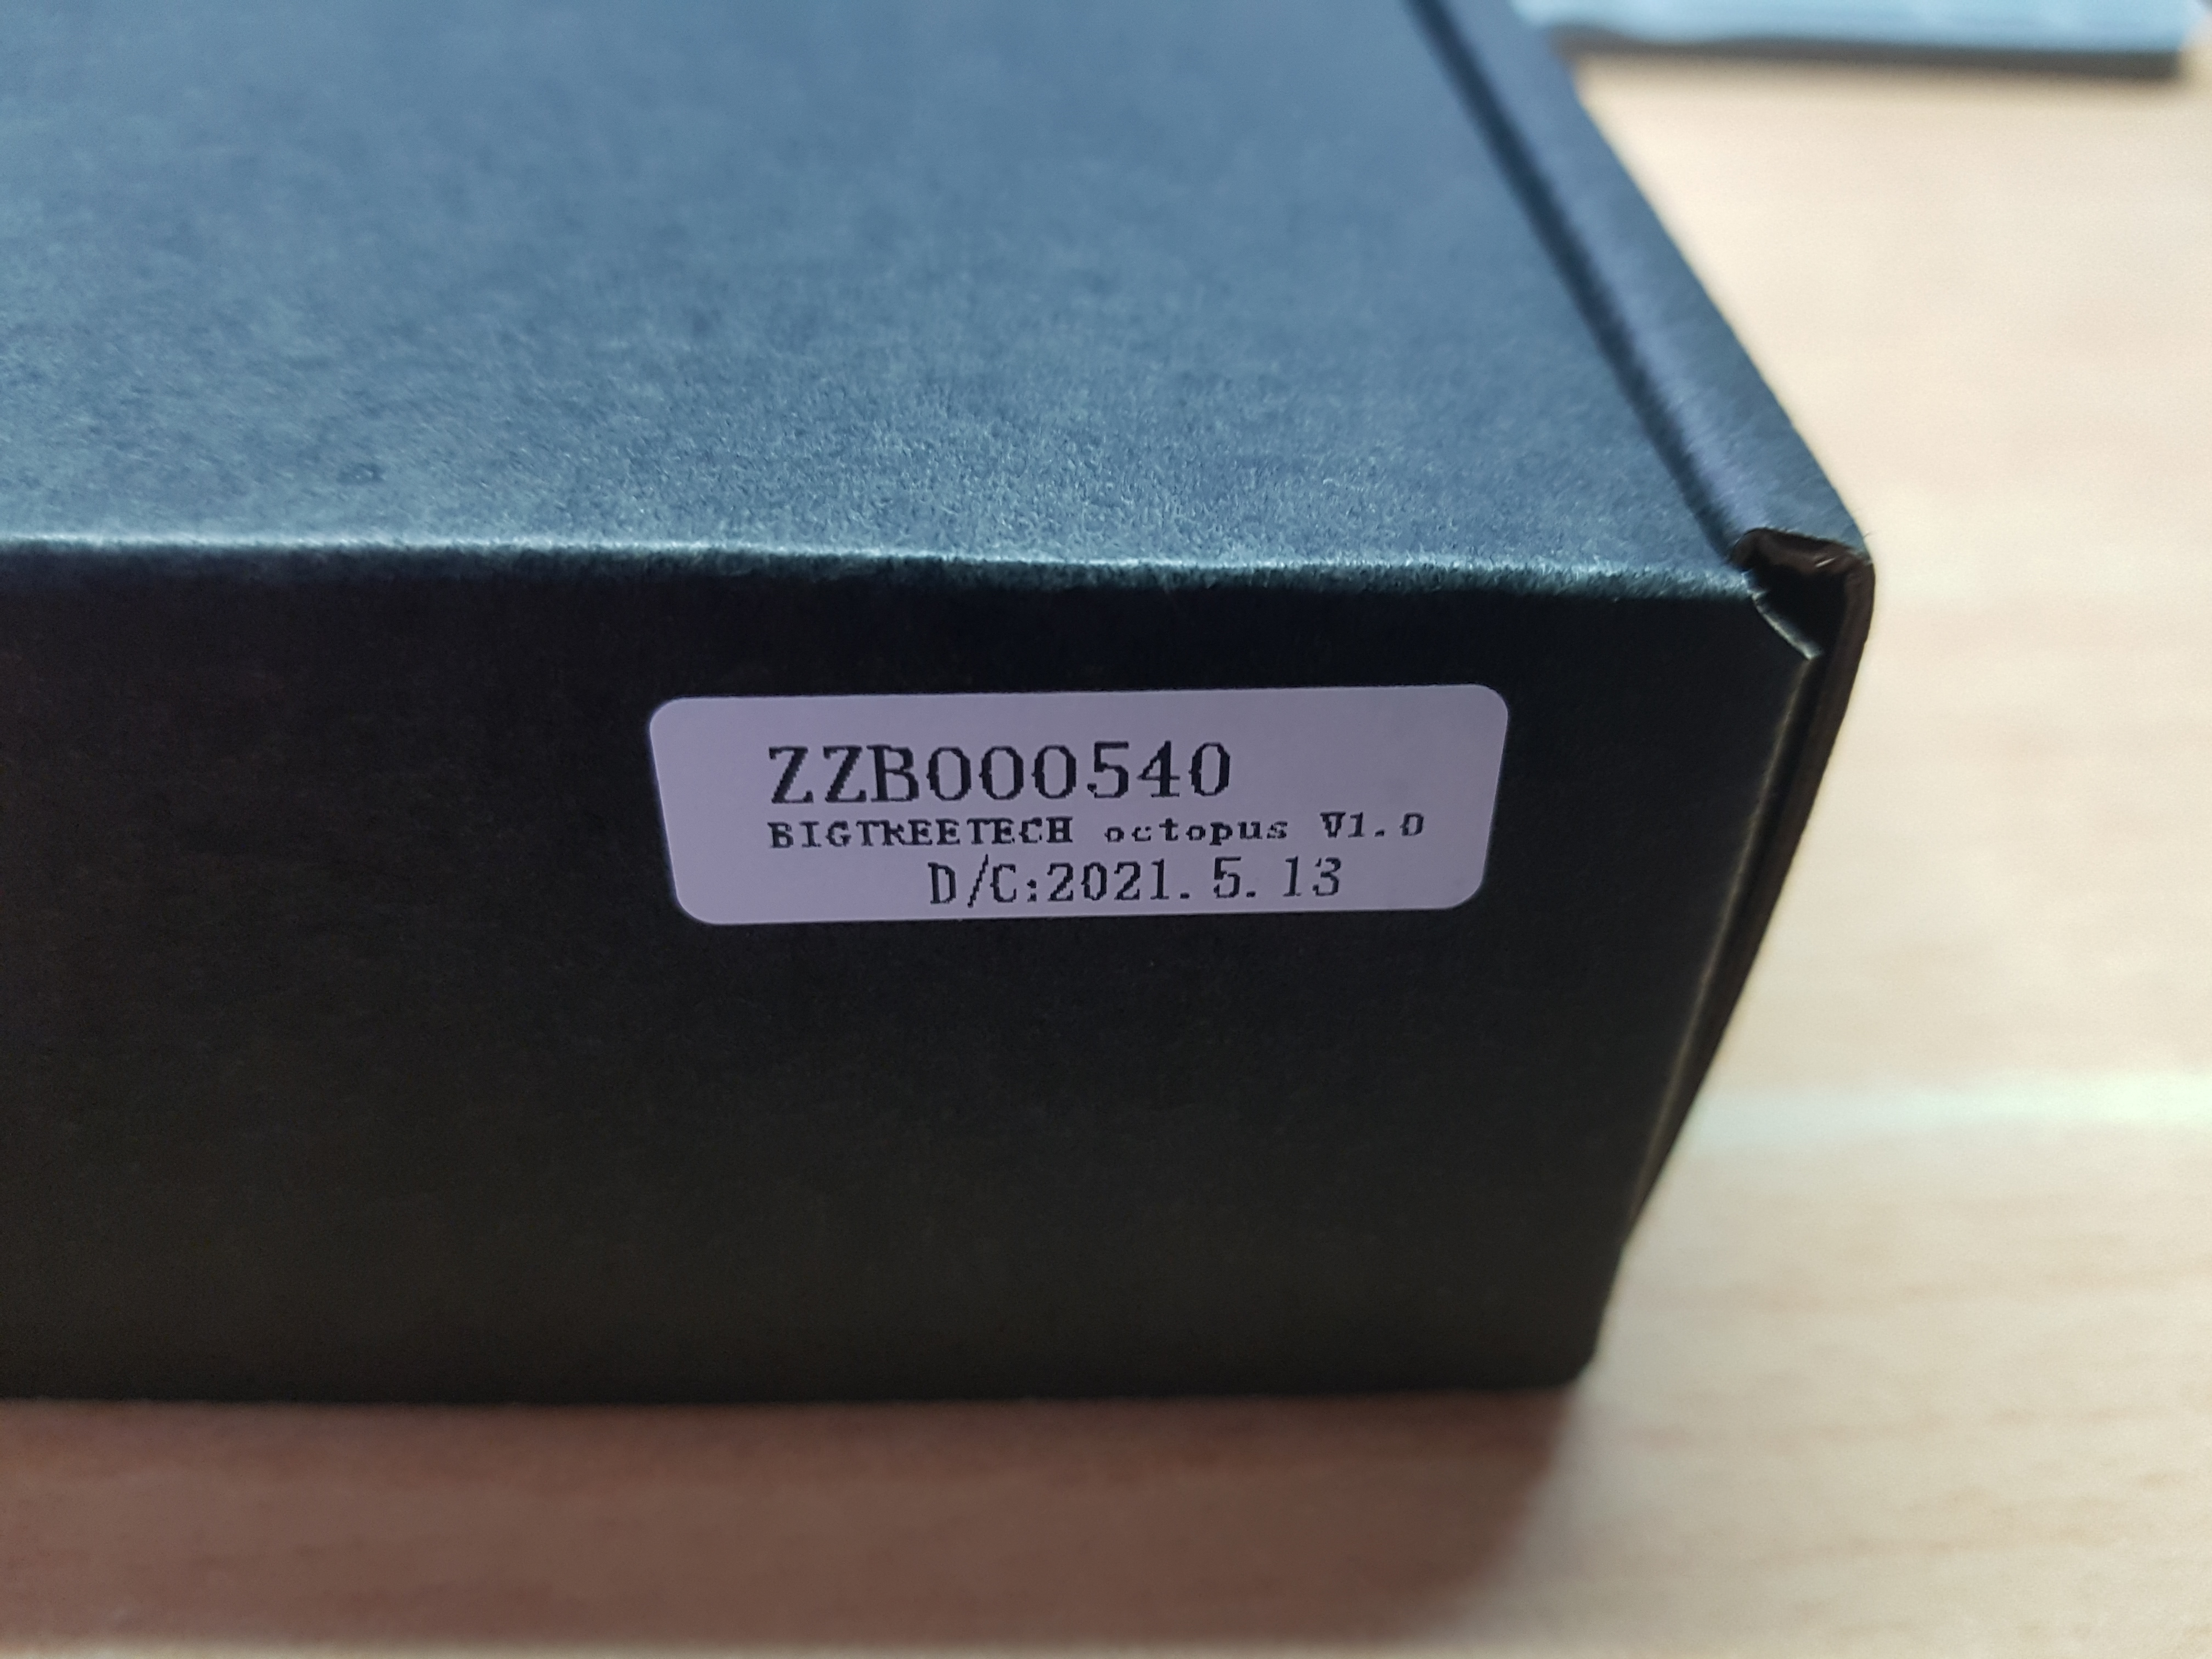 ZZB000540
BIGTREETECH octopus V1.0
D/C:2021.5.13